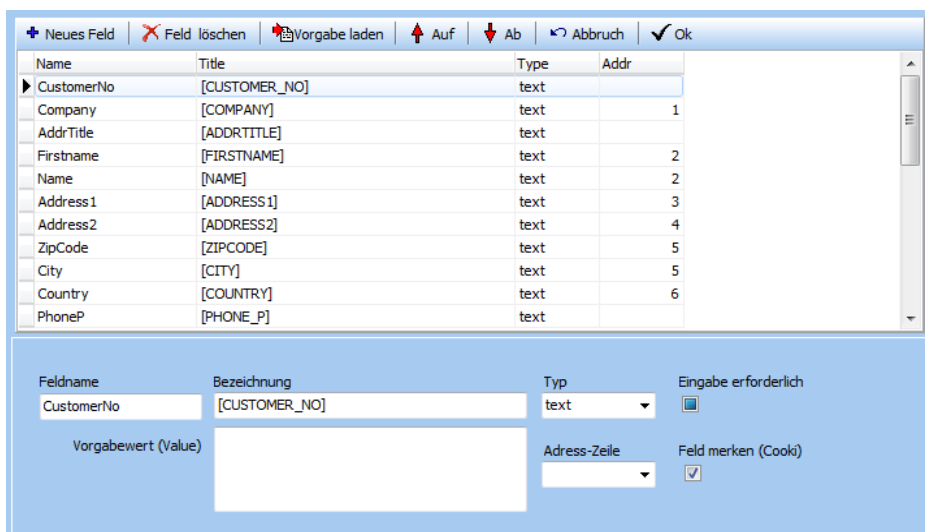 Neues Feld Feld löschen Vorgabe laden Auf Ab Abbruch Ok
Name Title Type Addr
CustomerNo [CUSTOMER_NO] text
Company [COMPANY] text 1
AddrTitle [ADDRTITLE] text
Firstname [FIRSTNAME] text 2
Name [NAME] text 2
Address1 [ADDRESS1] text 3
Address2 [ADDRESS2] text 4
ZipCode [ZIPCODE] text 5
City [CITY] text 5
Country [COUNTRY] text 6
PhoneP [PHONE_P] text
Feldname Bezeichnung Typ Eingabe erforderlich
CustomerNo [CUSTOMER_NO] text
Vorgabewert (Value) Adress-Zeile Feld merken (Cooki)